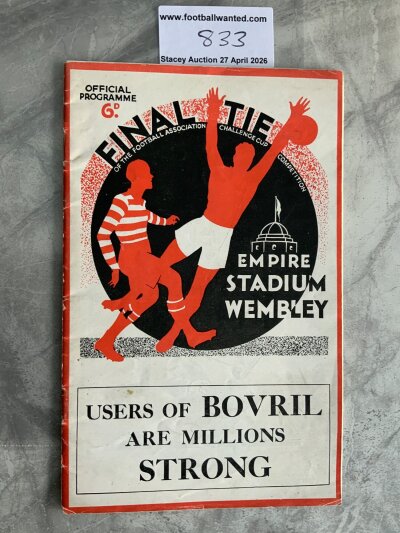 www.footballwanted.com
833
Stacey Auction 27 April 2026
OFFICIAL
PROGRAMME
6D
FINAL TIE
OF THE FOOTBALL ASSOCIATION CHALLENGE CUP COMPETITION
EMPIRE
STADIUM
WEMBLEY
USERS OF BOVRIL
ARE MILLIONS
STRONG